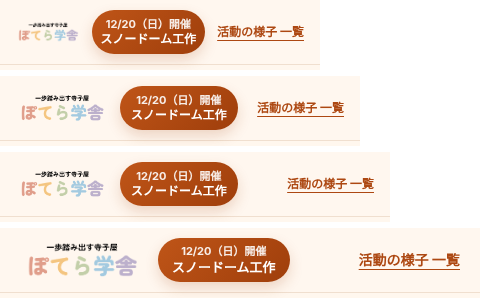 一歩踏み出す寺子屋
ぽてら学舎
12/20（日）開催
スノードーム工作
活動の様子 一覧
一歩踏み出す寺子屋
ぽてら学舎
12/20（日）開催
スノードーム工作
活動の様子 一覧
一歩踏み出す寺子屋
ぽてら学舎
12/20（日）開催
スノードーム工作
活動の様子 一覧
一歩踏み出す寺子屋
ぽてら学舎
12/20（日）開催
スノードーム工作
活動の様子 一覧